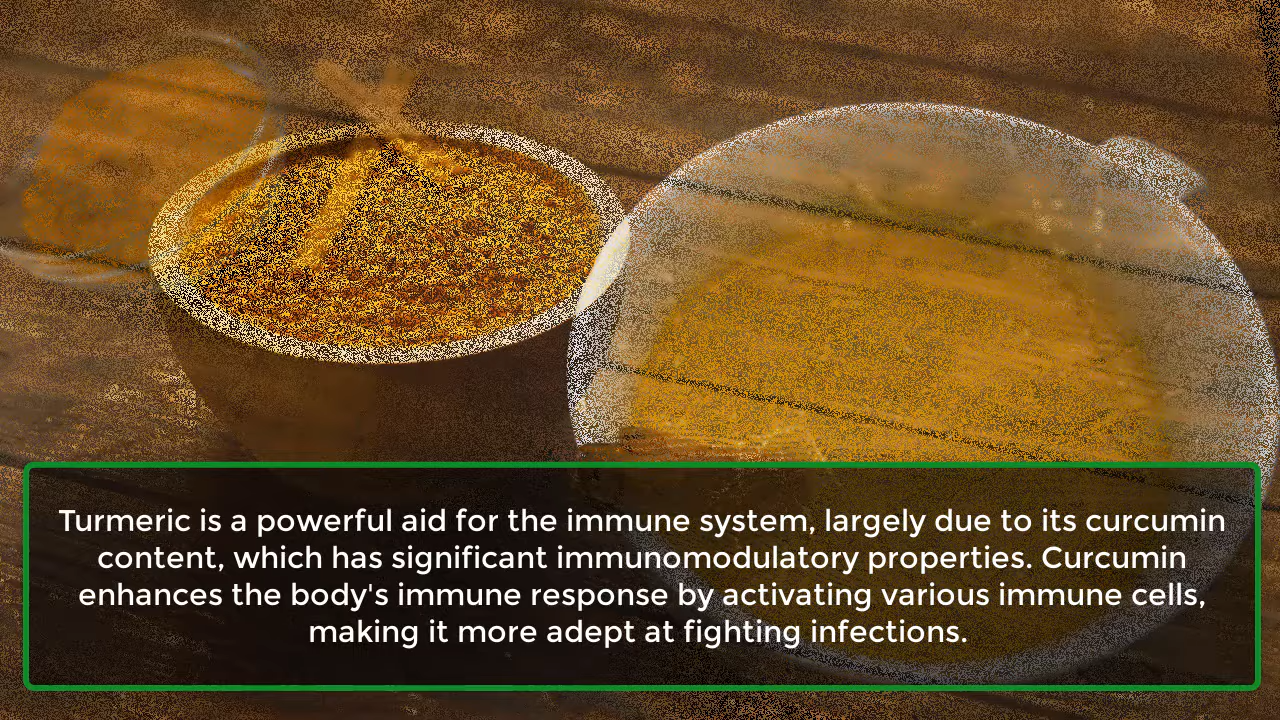 Turmeric is a powerful aid for the immune system, largely due to its curcumin
content, which has significant immunomodulatory properties. Curcumin
enhances the body's immune response by activating various immune cells,
making it more adept at fighting infections.